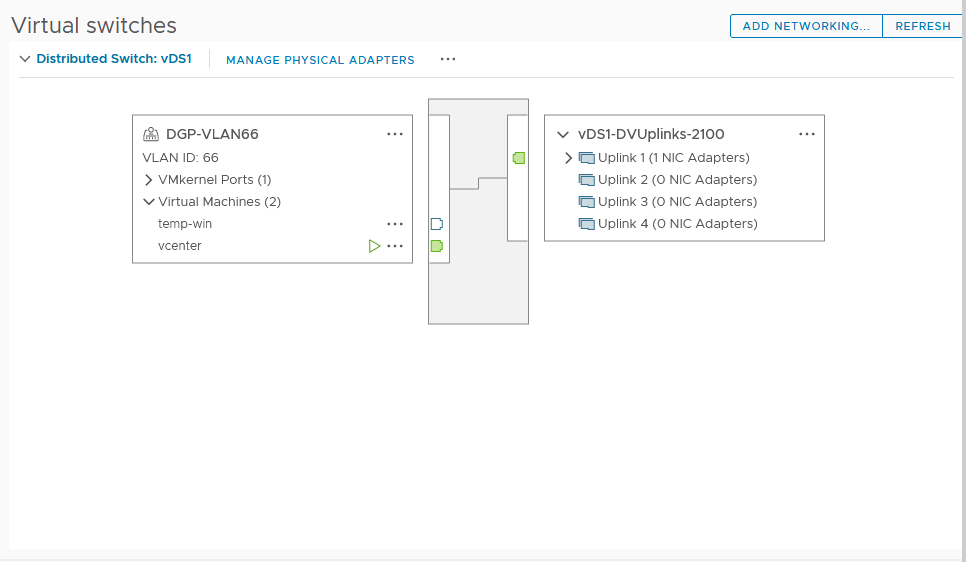 Virtual switches
ADD NETWORKING... REFRESH
Distributed Switch: vDS1 MANAGE PHYSICAL ADAPTERS ...
DGP-VLAN66 ...
VLAN ID: 66
VMkernel Ports (1)
Virtual Machines (2)
temp-win ...
vcenter ...
vDS1-DVUplinks-2100 ...
Uplink 1 (1 NIC Adapters)
Uplink 2 (0 NIC Adapters)
Uplink 3 (0 NIC Adapters)
Uplink 4 (0 NIC Adapters)